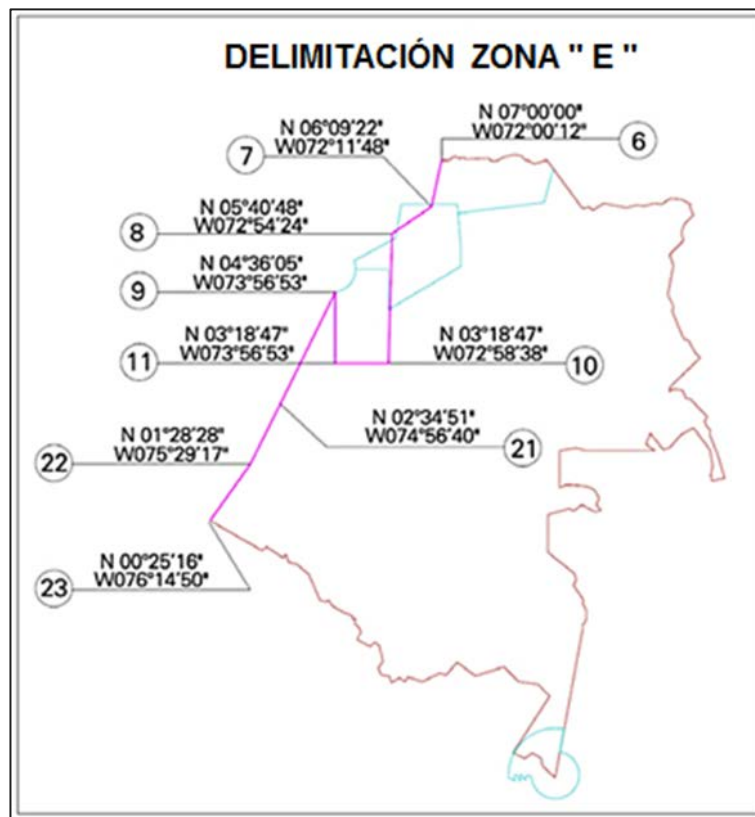 DELIMITACIÓN ZONA " E "
N 07°00'00"
W072°00'12"
6
N 06°09'22"
W072°11'48"
7
N 05°40'48"
W072°54'24"
8
N 04°36'05"
W073°56'53"
9
N 03°18'47"
W073°56'53"
11
N 03°18'47"
W072°58'38"
10
N 02°34'51"
W074°56'40"
21
N 01°28'28"
W075°29'17"
22
N 00°25'16"
W076°14'50"
23